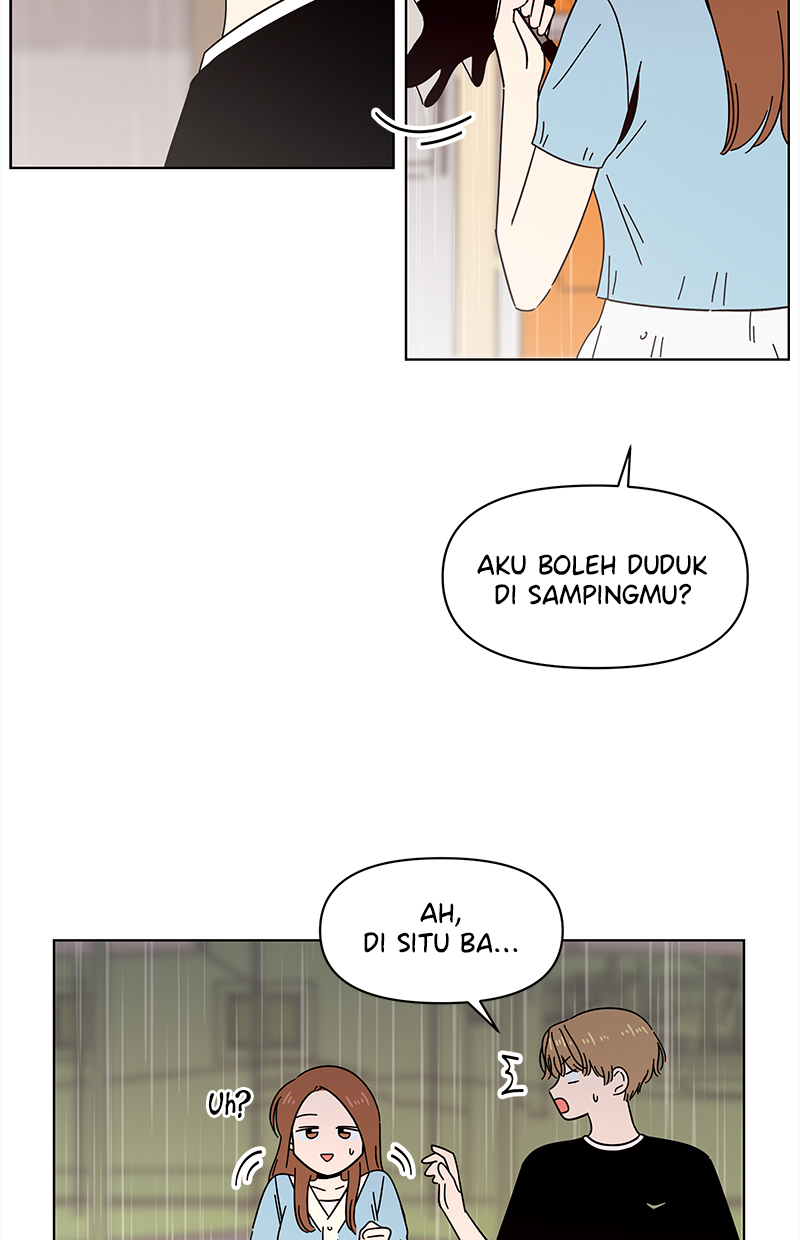 AKU BOLEH DUDUK
DI SAMPINGMU?
AH,
DI SITU BA...
Uh?